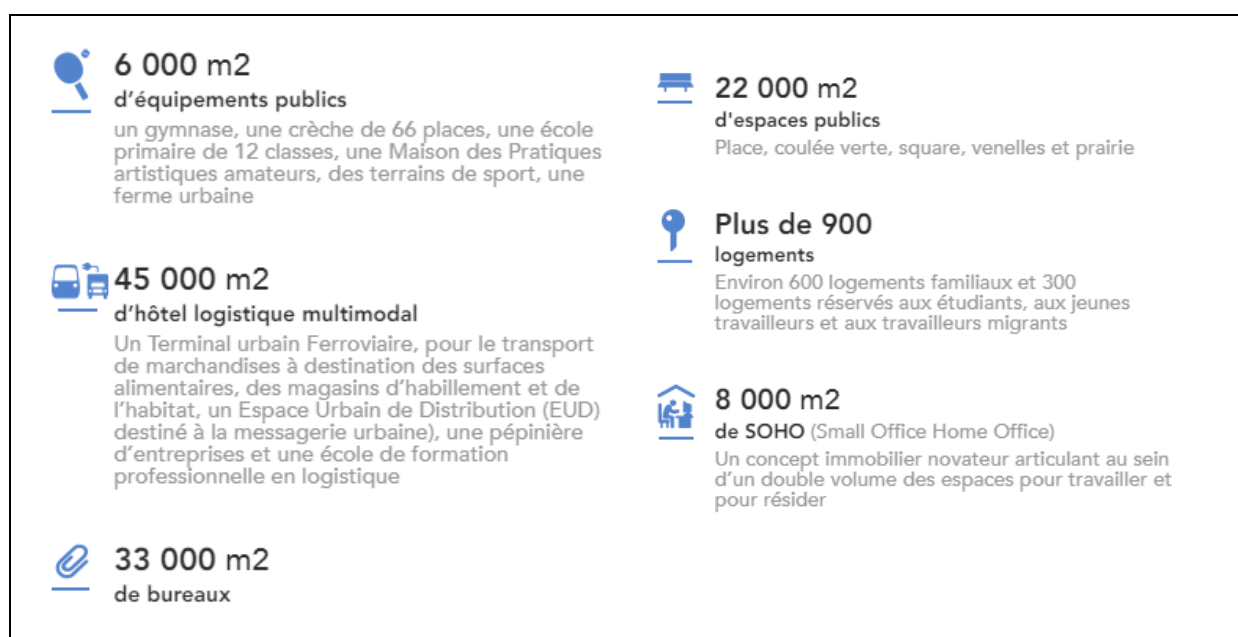 6 000 m2
d'équipements publics
un gymnase, une crèche de 66 places, une école
primaire de 12 classes, une Maison des Pratiques
artistiques amateurs, des terrains de sport, une
ferme urbaine
45 000 m2
d'hôtel logistique multimodal
Un Terminal urbain Ferroviaire, pour le transport
de marchandises à destination des surfaces
alimentaires, des magasins d'habillement et de
l'habitat, un Espace Urbain de Distribution (EUD)
destiné à la messagerie urbaine), une pépinière
d'entreprises et une école de formation
professionnelle en logistique
33 000 m2
de bureaux
22 000 m2
d'espaces publics
Place, coulée verte, square, venelles et prairie
Plus de 900
logements
Environ 600 logements familiaux et 300
logements réservés aux étudiants, aux jeunes
travailleurs et aux travailleurs migrants
8 000 m2
de SOHO (Small Office Home Office)
Un concept immobilier novateur articulant au sein
d'un double volume des espaces pour travailler et
pour résider